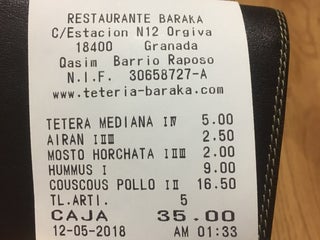 RESTAURANTE BARAKA
C/Estacion N12 Orgiva
18400 Granada
Qasim Barrio Raposo
N.I.F. 30658727-A
www.teteria-baraka.com
TETERA MEDIANA IV 5.00
AIRAN III 2.50
MOSTO HORCHATA III 2.00
HUMMUS I 9.00
COUSCOUS POLLO II 16.50
TL.ARTI. 5
CAJA 35.00
12-05-2018 AM 01:33